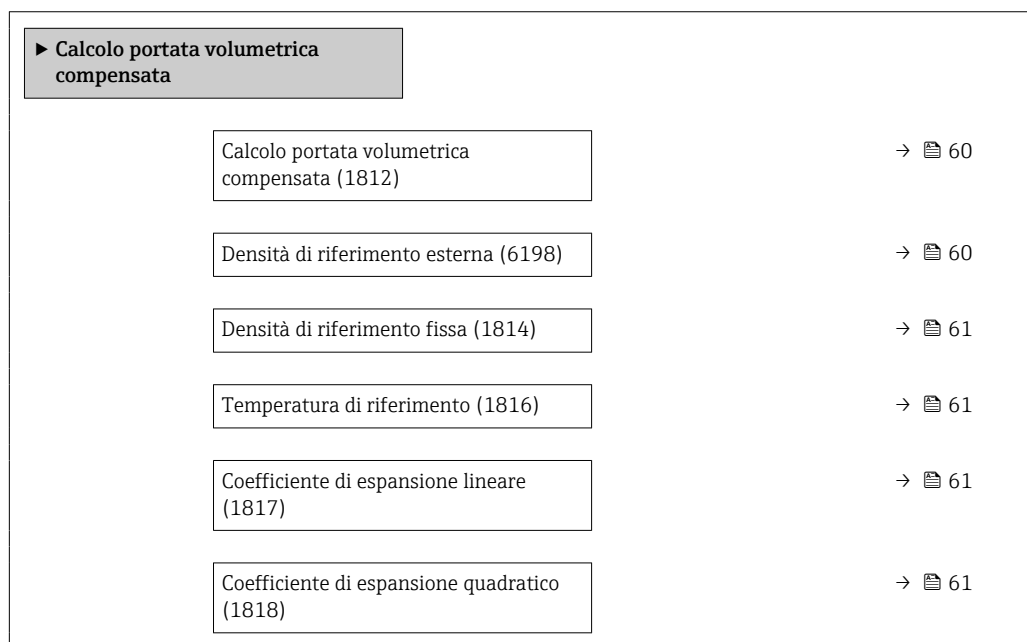 ▶ Calcolo portata volumetrica
compensata
Calcolo portata volumetrica
compensata (1812)
→ 60
Densità di riferimento esterna (6198)
→ 60
Densità di riferimento fissa (1814)
→ 61
Temperatura di riferimento (1816)
→ 61
Coefficiente di espansione lineare
(1817)
→ 61
Coefficiente di espansione quadratico
(1818)
→ 61